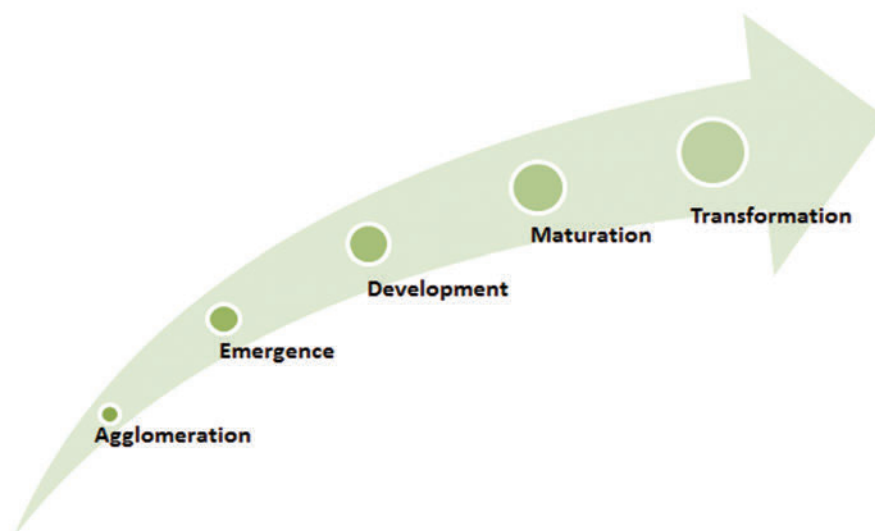 Transformation
Maturation
Development
Emergence
Agglomeration